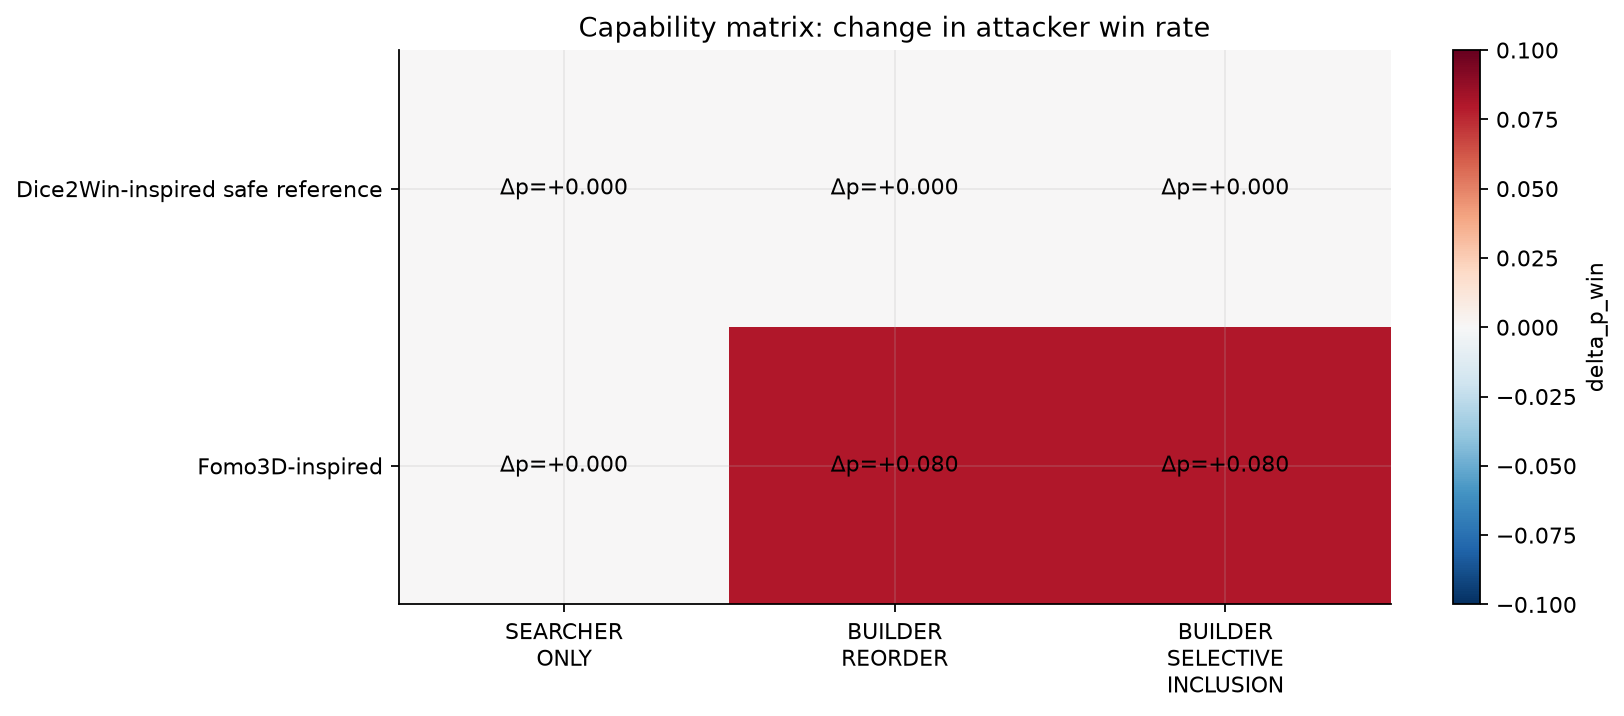 Capability matrix: change in attacker win rate
Dice2Win-inspired safe reference
Δp=+0.000
Δp=+0.000
Δp=+0.000
Fomo3D-inspired
Δp=+0.000
Δp=+0.080
Δp=+0.080
SEARCHER
ONLY
BUILDER
REORDER
BUILDER
SELECTIVE
INCLUSION
0.100
0.075
0.050
0.025
0.000
−0.025
−0.050
−0.075
−0.100
delta_p_win